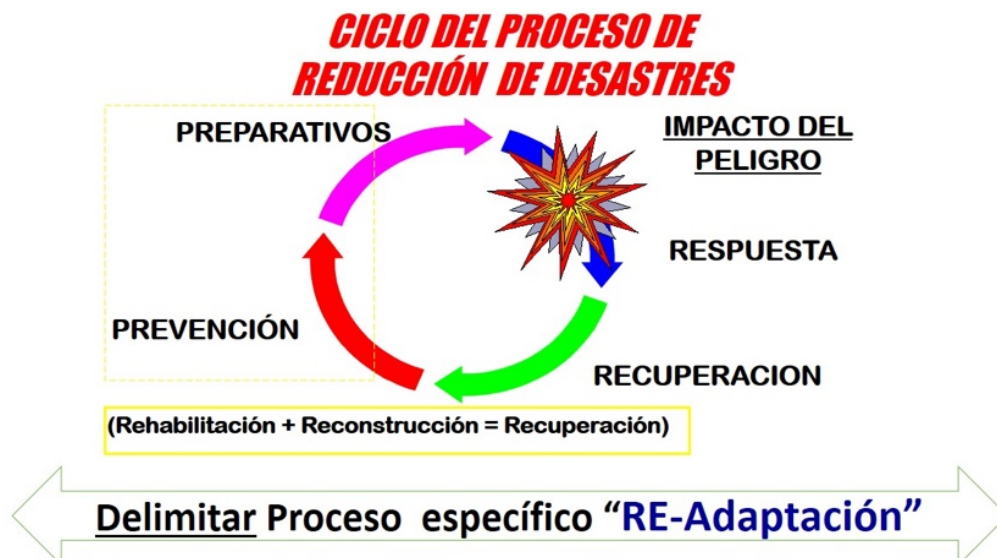 CICLO DEL PROCESO DE
REDUCCIÓN DE DESASTRES
PREPARATIVOS
IMPACTO DEL
PELIGRO
RESPUESTA
PREVENCIÓN
RECUPERACION
(Rehabilitación + Reconstrucción = Recuperación)
Delimitar Proceso específico “RE-Adaptación”